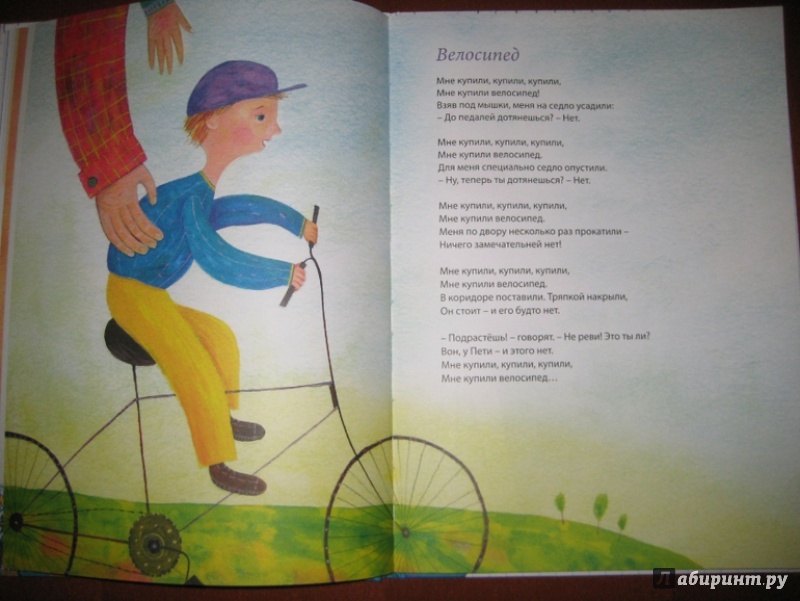 Велосипед
Мне купили, купили, купили,
Мне купили велосипед!
Взяв под мышки, меня на седло усадили:
– До педалей дотянешься? – Нет.
Мне купили, купили, купили,
Мне купили велосипед.
Для меня специально седло опустили.
– Ну, теперь ты дотянешься? – Нет.
Мне купили, купили, купили,
Мне купили велосипед.
Меня по двору несколько раз прокатили –
Ничего замечательней нет!
Мне купили, купили, купили,
Мне купили велосипед.
В коридоре поставили. Тряпкой накрыли,
Он стоит – и его будто нет.
– Подрастёшь! – говорят. – Не реви! Это ты ли?
Вон, у Пети – и этого нет.
Мне купили, купили, купили,
Мне купили велосипед…
Лабиринт.ру